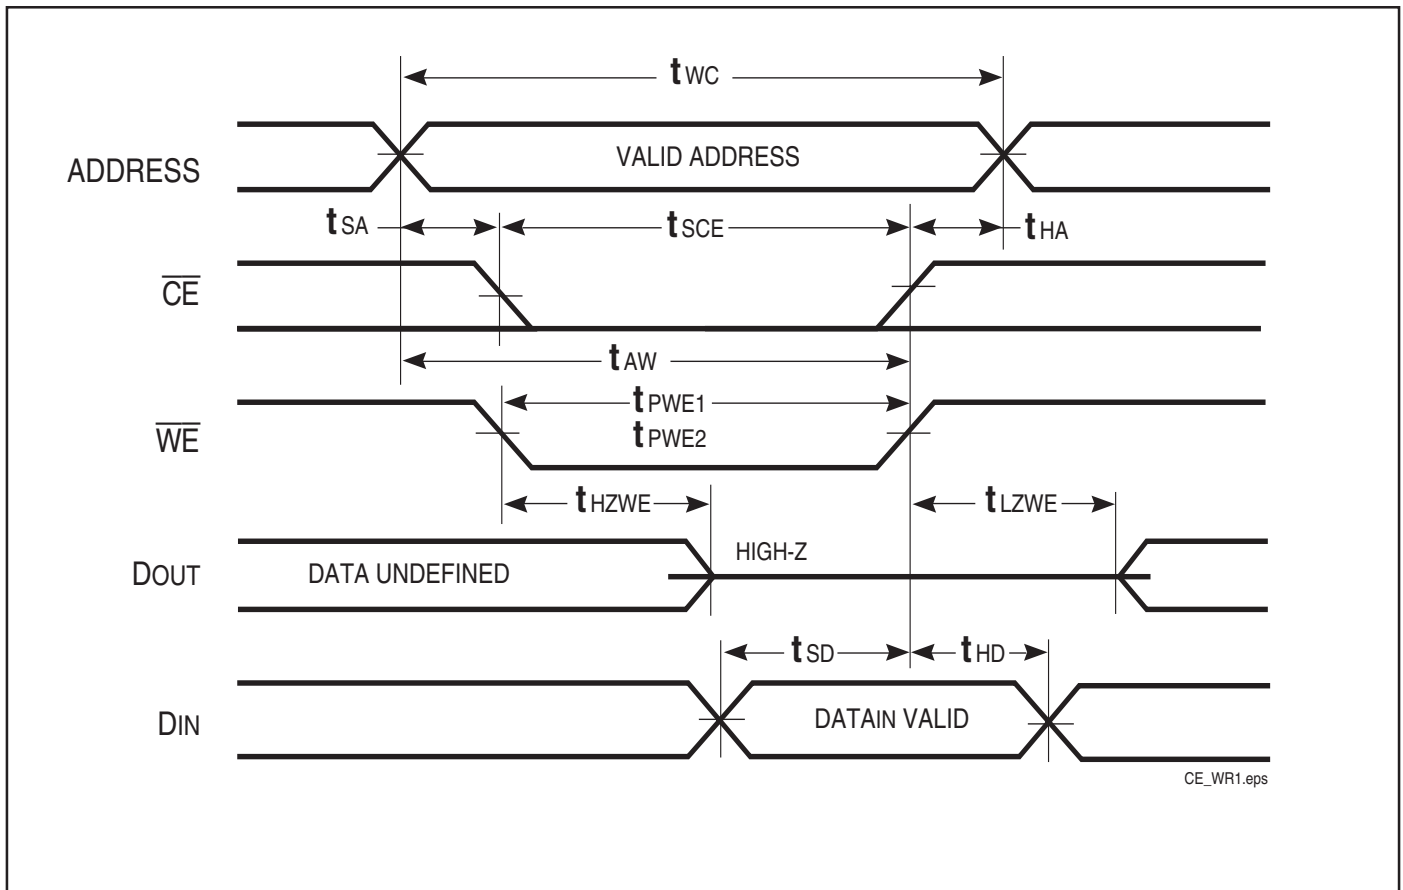 tWC
ADDRESS
VALID ADDRESS
tSA
tSCE
tHA
CE
tAW
WE
tPWE1
tPWE2
tHZWE
tLZWE
DOUT
DATA UNDEFINED
HIGH-Z
tSD
tHD
DIN
DATAIN VALID
CE_WR1.eps